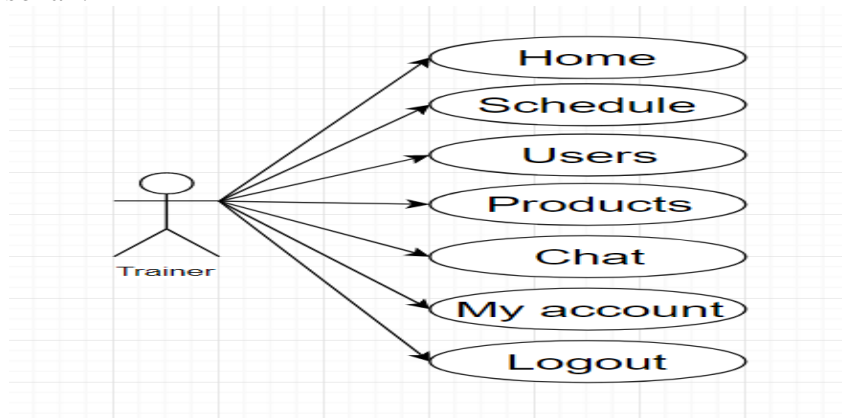 Home
Schedule
Users
Products
Chat
Trainer
My account
Logout